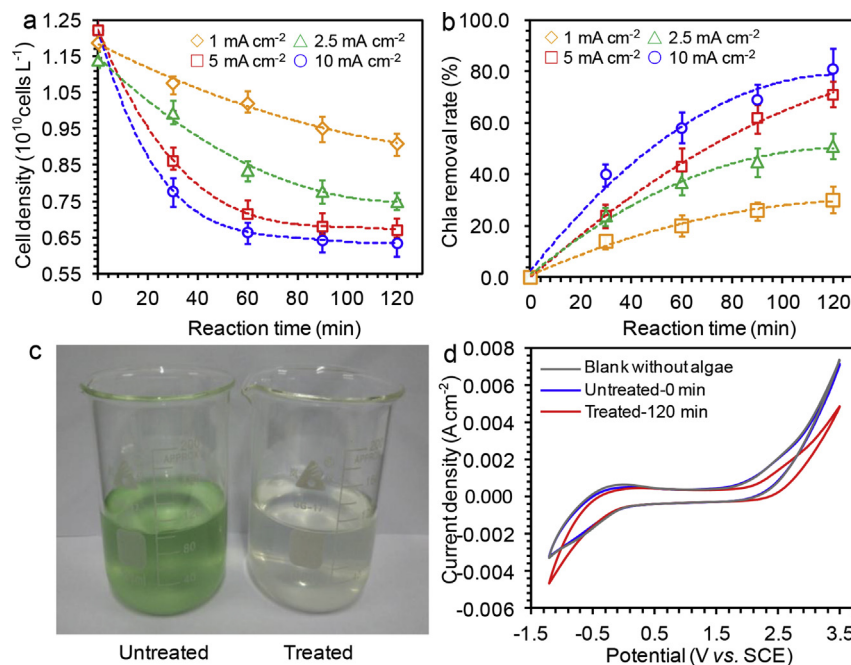 a
1.25
1.15
1.05
0.95
0.85
0.75
0.65
0.55
Cell density (10¹⁰cells L⁻¹)
1 mA cm⁻² 2.5 mA cm⁻²
5 mA cm⁻² 10 mA cm⁻²
0 20 40 60 80 100 120
Reaction time (min)
b
100.0
80.0
60.0
40.0
20.0
0.0
Chla removal rate (%)
1 mA cm⁻² 2.5 mA cm⁻²
5 mA cm⁻² 10 mA cm⁻²
0 20 40 60 80 100 120
Reaction time (min)
c
80
Untreated Treated
d
0.008
0.006
0.004
0.002
0.000
-0.002
-0.004
-0.006
Current density (A cm⁻²)
Blank without algae
Untreated-0 min
Treated-120 min
-1.5 -0.5 0.5 1.5 2.5 3.5
Potential (V vs. SCE)